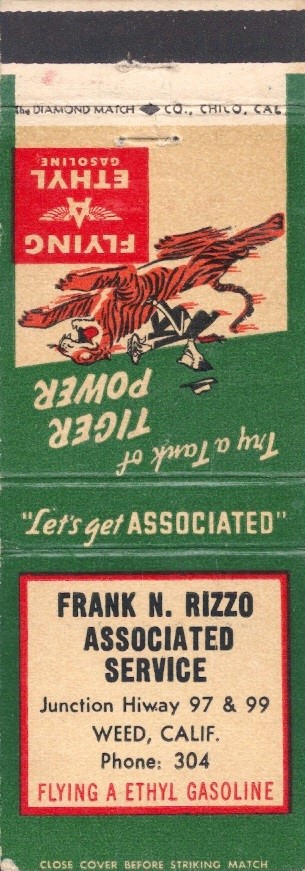 The DIAMOND MATCH CO., CHICO, CAL
FLYING
A
ETHYL
GASOLINE
Try a Tank of
TIGER
POWER
"Let's get ASSOCIATED"
FRANK N. RIZZO
ASSOCIATED
SERVICE
Junction Hiway 97 & 99
WEED, CALIF.
Phone: 304
FLYING A ETHYL GASOLINE
CLOSE COVER BEFORE STRIKING MATCH